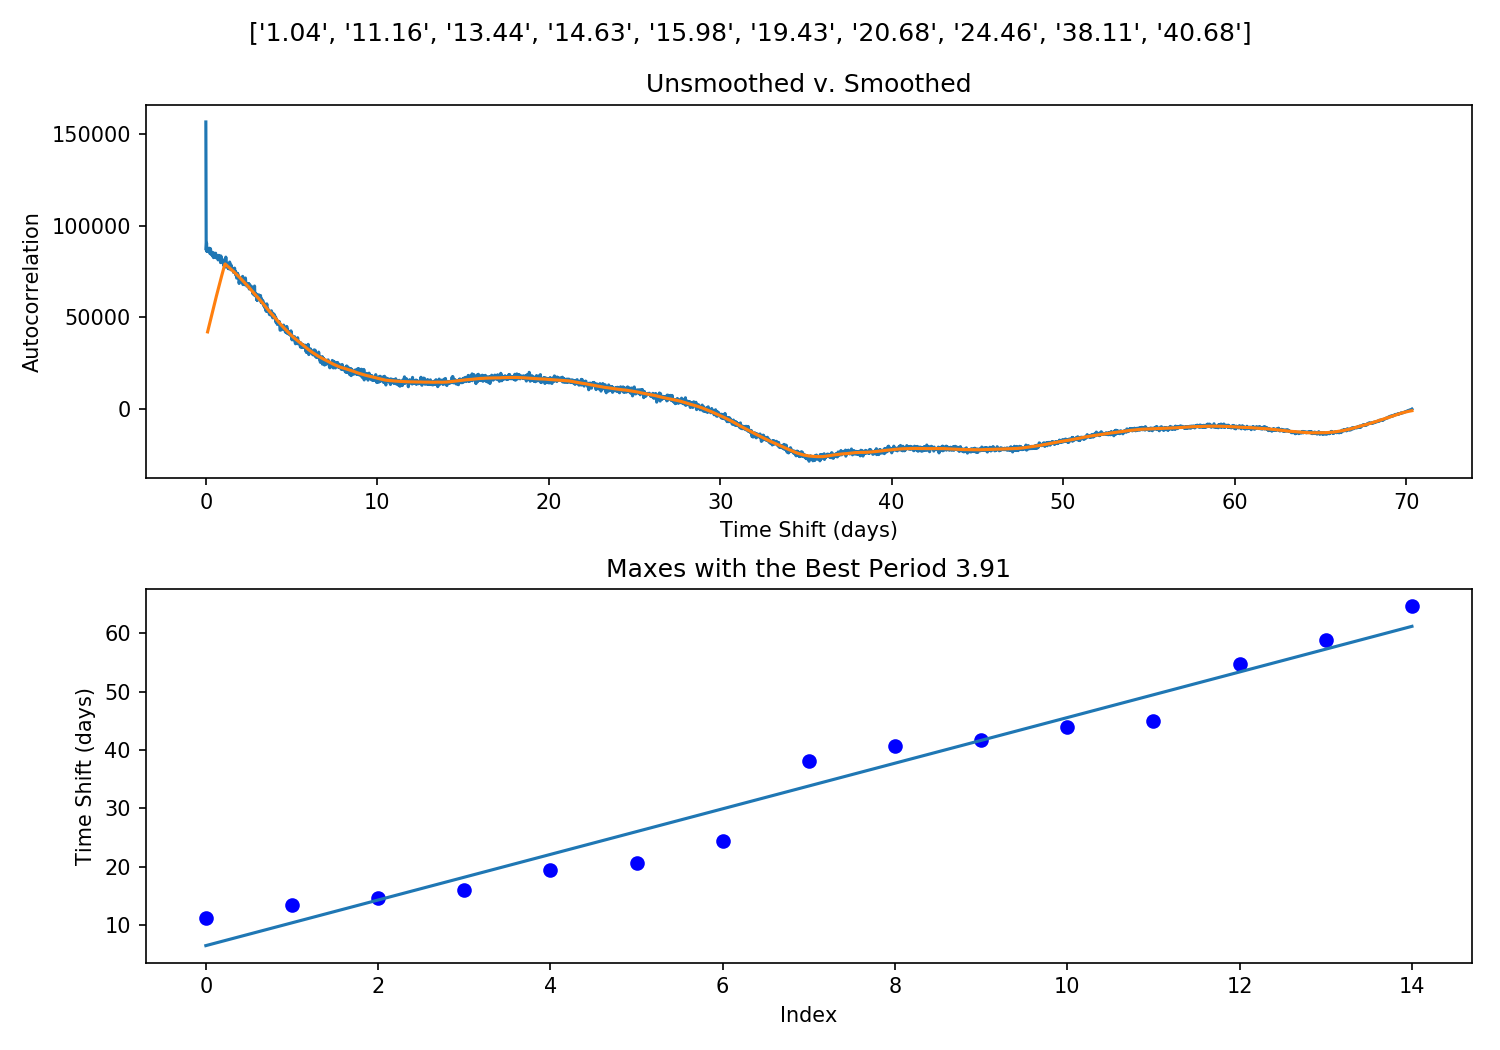 ['1.04', '11.16', '13.44', '14.63', '15.98', '19.43', '20.68', '24.46', '38.11', '40.68']
Unsmoothed v. Smoothed
150000
100000
50000
0
Autocorrelation
0 10 20 30 40 50 60 70
Time Shift (days)
Maxes with the Best Period 3.91
60
50
40
30
20
10
Time Shift (days)
0 2 4 6 8 10 12 14
Index